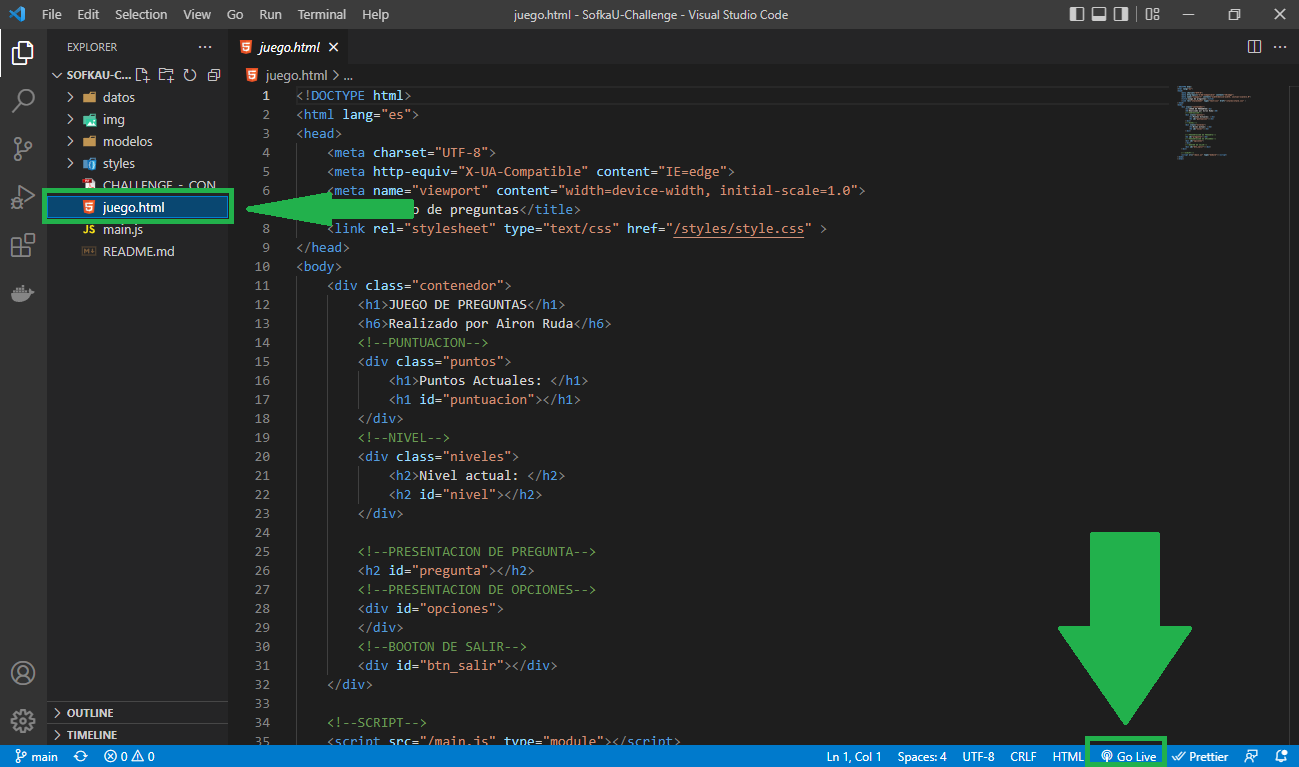 File Edit Selection View Go Run Terminal Help juego.html - SofkaU-Challenge - Visual Studio Code
EXPLORER ···
SOFKAU-C...
datos
img
modelos
styles
CHALLENGE - CON
juego.html
main.js
README.md
OUTLINE
TIMELINE
juego.html
juego.html > ...
1 <!DOCTYPE html>
2 <html lang="es">
3 <head>
4 <meta charset="UTF-8">
5 <meta http-equiv="X-UA-Compatible" content="IE=edge">
6 <meta name="viewport" content="width=device-width, initial-scale=1.0">
o de preguntas</title>
8 <link rel="stylesheet" type="text/css" href="/styles/style.css" >
9 </head>
10 <body>
11 <div class="contenedor">
12 <h1>JUEGO DE PREGUNTAS</h1>
13 <h6>Realizado por Airon Ruda</h6>
14 <!--PUNTUACION-->
15 <div class="puntos">
16 <h1>Puntos Actuales: </h1>
17 <h1 id="puntuacion"></h1>
18 </div>
19 <!--NIVEL-->
20 <div class="niveles">
21 <h2>Nivel actual: </h2>
22 <h2 id="nivel"></h2>
23 </div>
24
25 <!--PRESENTACION DE PREGUNTA-->
26 <h2 id="pregunta"></h2>
27 <!--PRESENTACION DE OPCIONES-->
28 <div id="opciones">
29 </div>
30 <!--BOOTON DE SALIR-->
31 <div id="btn_salir"></div>
32 </div>
33
34 <!--SCRIPT-->
35 <script src="/main.js" type="module"></script>
main 0 0 Ln 1, Col 1 Spaces: 4 UTF-8 CRLF HTML Go Live Prettier